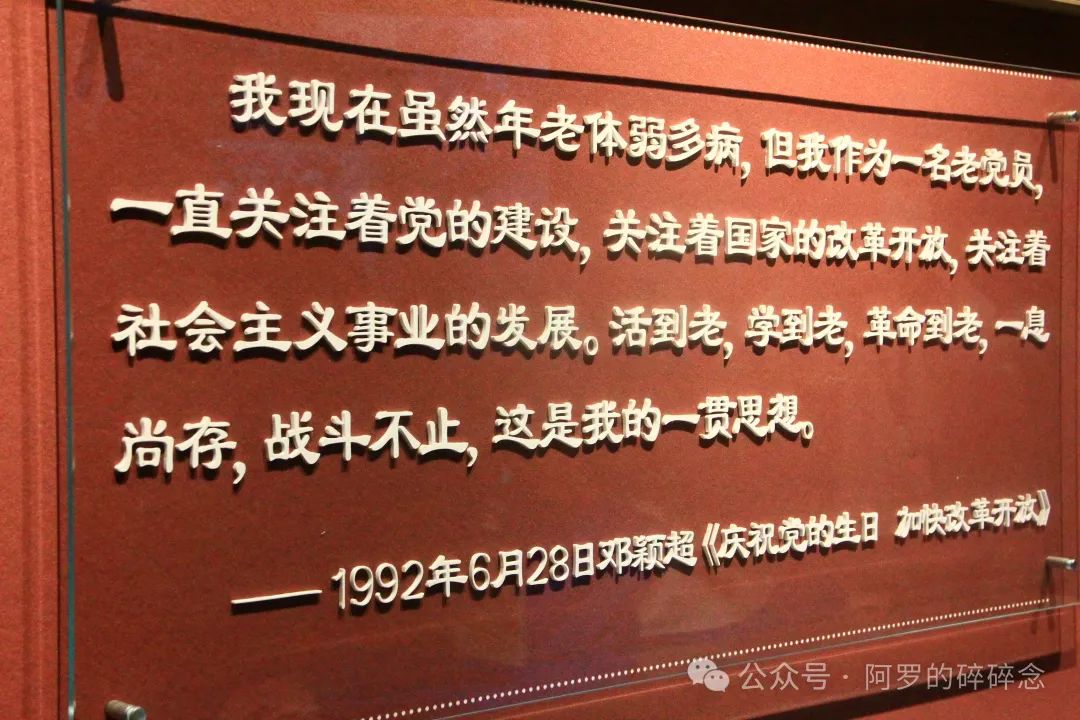 我现在虽然年老体弱多病，但我作为一名老党员，
一直关注着党的建设，关注着国家的改革开放，关注着
社会主义事业的发展。活到老，学到老，革命到老，一息
尚存，战斗不止，这是我的一贯思想。
——1992年6月28日邓颖超《庆祝党的生日 加快改革开放》
公众号·阿罗的碎碎念